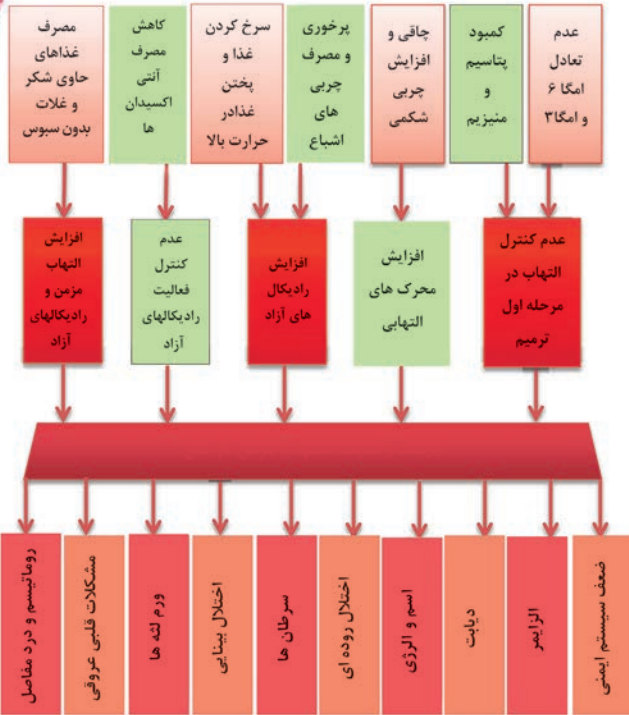 عدم
تعادل
امگا ۶
و امگا۳
کمبود
پتاسیم
و
منیزیم
چاقی و
افزایش
چربی
شکمی
پرخوری
و مصرف
چربی
های
اشباع
سرخ کردن
غذا و
پختن
غذادر
حرارت بالا
کاهش
مصرف
آنتی
اکسیدان
ها
مصرف
غذاهای
حاوی شکر
و غلات
بدون سبوس
عدم کنترل
التهاب در
مرحله اول
ترمیم
افزایش
محرک های
التهابی
افزایش
رادیکال
های آزاد
عدم
کنترل
فعالیت
رادیکالهای
آزاد
افزایش
التهاب
مزمن و
رادیکالهای
آزاد
ضعف سیستم ایمنی
الزایمر
دیابت
اسم و الرژی
اختلال روده ای
سرطان ها
اختلال بینایی
ورم لثه ها
مشکلات قلبی عروقی
روماتیسم و درد مفاصل